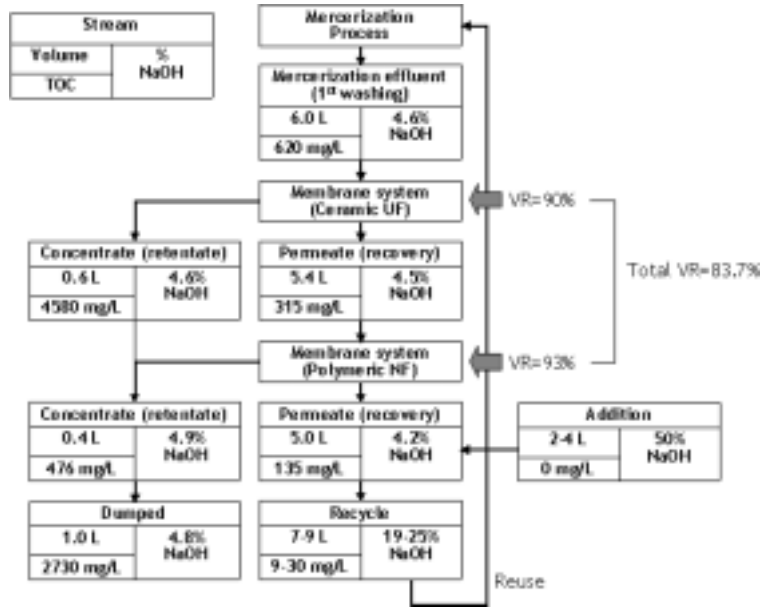 Stream
Volume
% NaOH
TOC
Mercerization
Process
Mercerization effluent
(1st washing)
6.0 L
4.6%
NaOH
620 mg/L
Membrane system
(Ceramic UF)
VR=90%
Concentrate (retentate)
0.6 L
4.6%
NaOH
4580 mg/L
Permeate (recovery)
5.4 L
4.5%
NaOH
315 mg/L
Total VR=83.7%
Membrane system
(Polymeric NF)
VR=93%
Concentrate (retentate)
0.4 L
4.9%
NaOH
476 mg/L
Permeate (recovery)
5.0 L
4.2%
NaOH
135 mg/L
Addition
2-4 L
50%
NaOH
0 mg/L
Dumped
1.0 L
4.8%
NaOH
2730 mg/L
Recycle
7-9 L
19-25%
NaOH
9-30 mg/L
Reuse